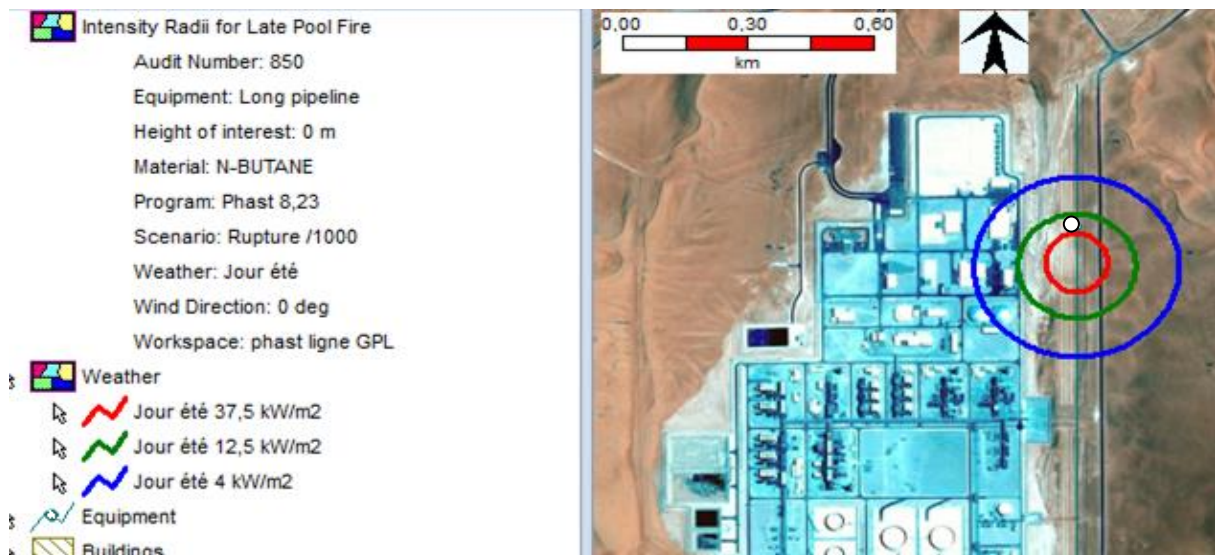 Intensity Radii for Late Pool Fire
Audit Number: 850
Equipment: Long pipeline
Height of interest: 0 m
Material: N-BUTANE
Program: Phast 8,23
Scenario: Rupture /1000
Weather: Jour été
Wind Direction: 0 deg
Workspace: phast ligne GPL
Weather
Jour été 37,5 kW/m2
Jour été 12,5 kW/m2
Jour été 4 kW/m2
Equipment
Buildings
0,00 0,30 0,60
km